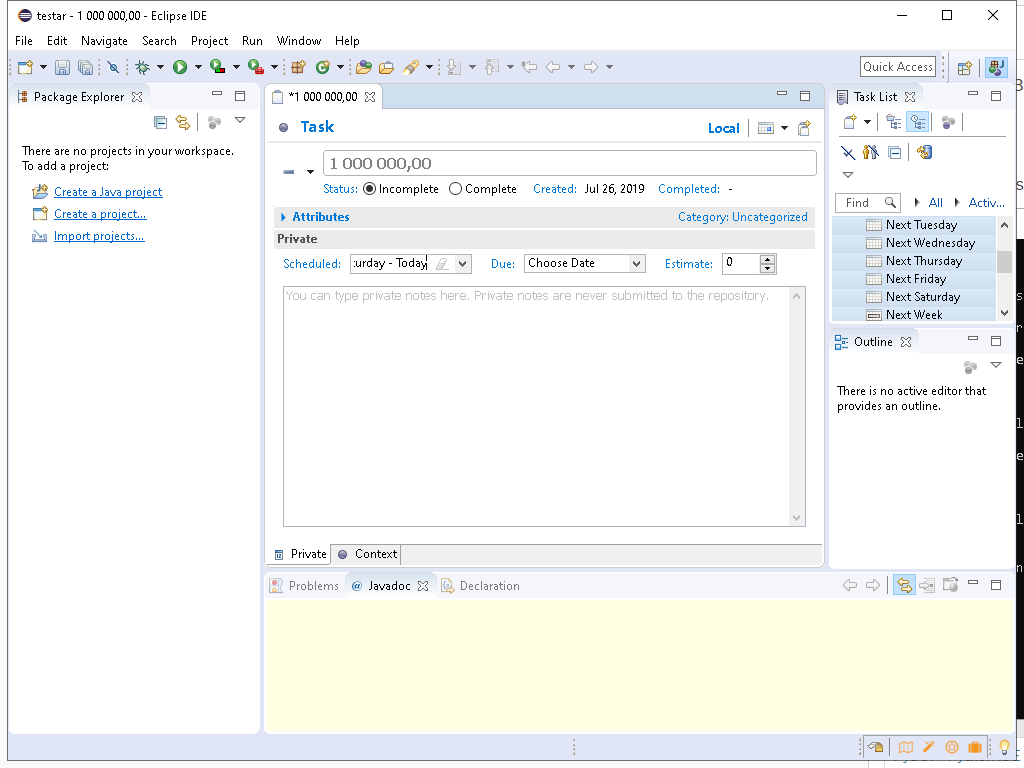 testar - 1 000 000,00 - Eclipse IDE
File Edit Navigate Search Project Run Window Help
Quick Access
Package Explorer
There are no projects in your workspace.
To add a project:
Create a Java project
Create a project...
Import projects...
*1 000 000,00
Task
Local
1 000 000,00
Status: Incomplete Complete Created: Jul 26, 2019 Completed: -
Attributes Category: Uncategorized
Private
Scheduled: urday - Today Due: Choose Date Estimate: 0
You can type private notes here. Private notes are never submitted to the repository.
Private Context
Problems @ Javadoc Declaration
Task List
Find All Activ...
Next Tuesday
Next Wednesday
Next Thursday
Next Friday
Next Saturday
Next Week
Outline
There is no active editor that
provides an outline.